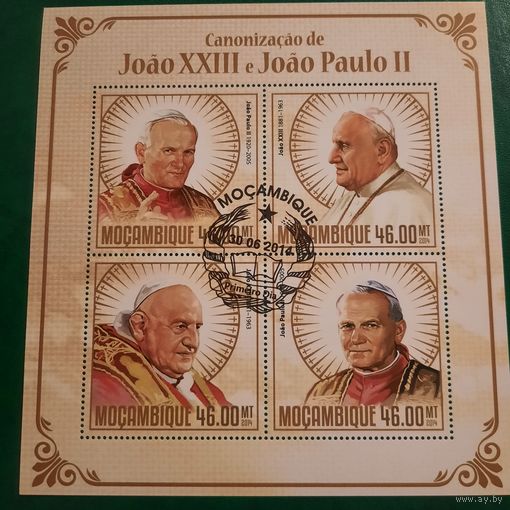 Canonização de
João XXIII e João Paulo II
João Paulo II 1920-2005
João XXIII 1881-1963
MOÇAMBIQUE 46.00 MT
2014
MOÇAMBIQUE
30 06 2014
Primeiro Dia
João Paulo
MOÇAMBIQUE 46.00 MT
2014
MOÇAMBIQUE 46.00 MT
2014
www.ay.by